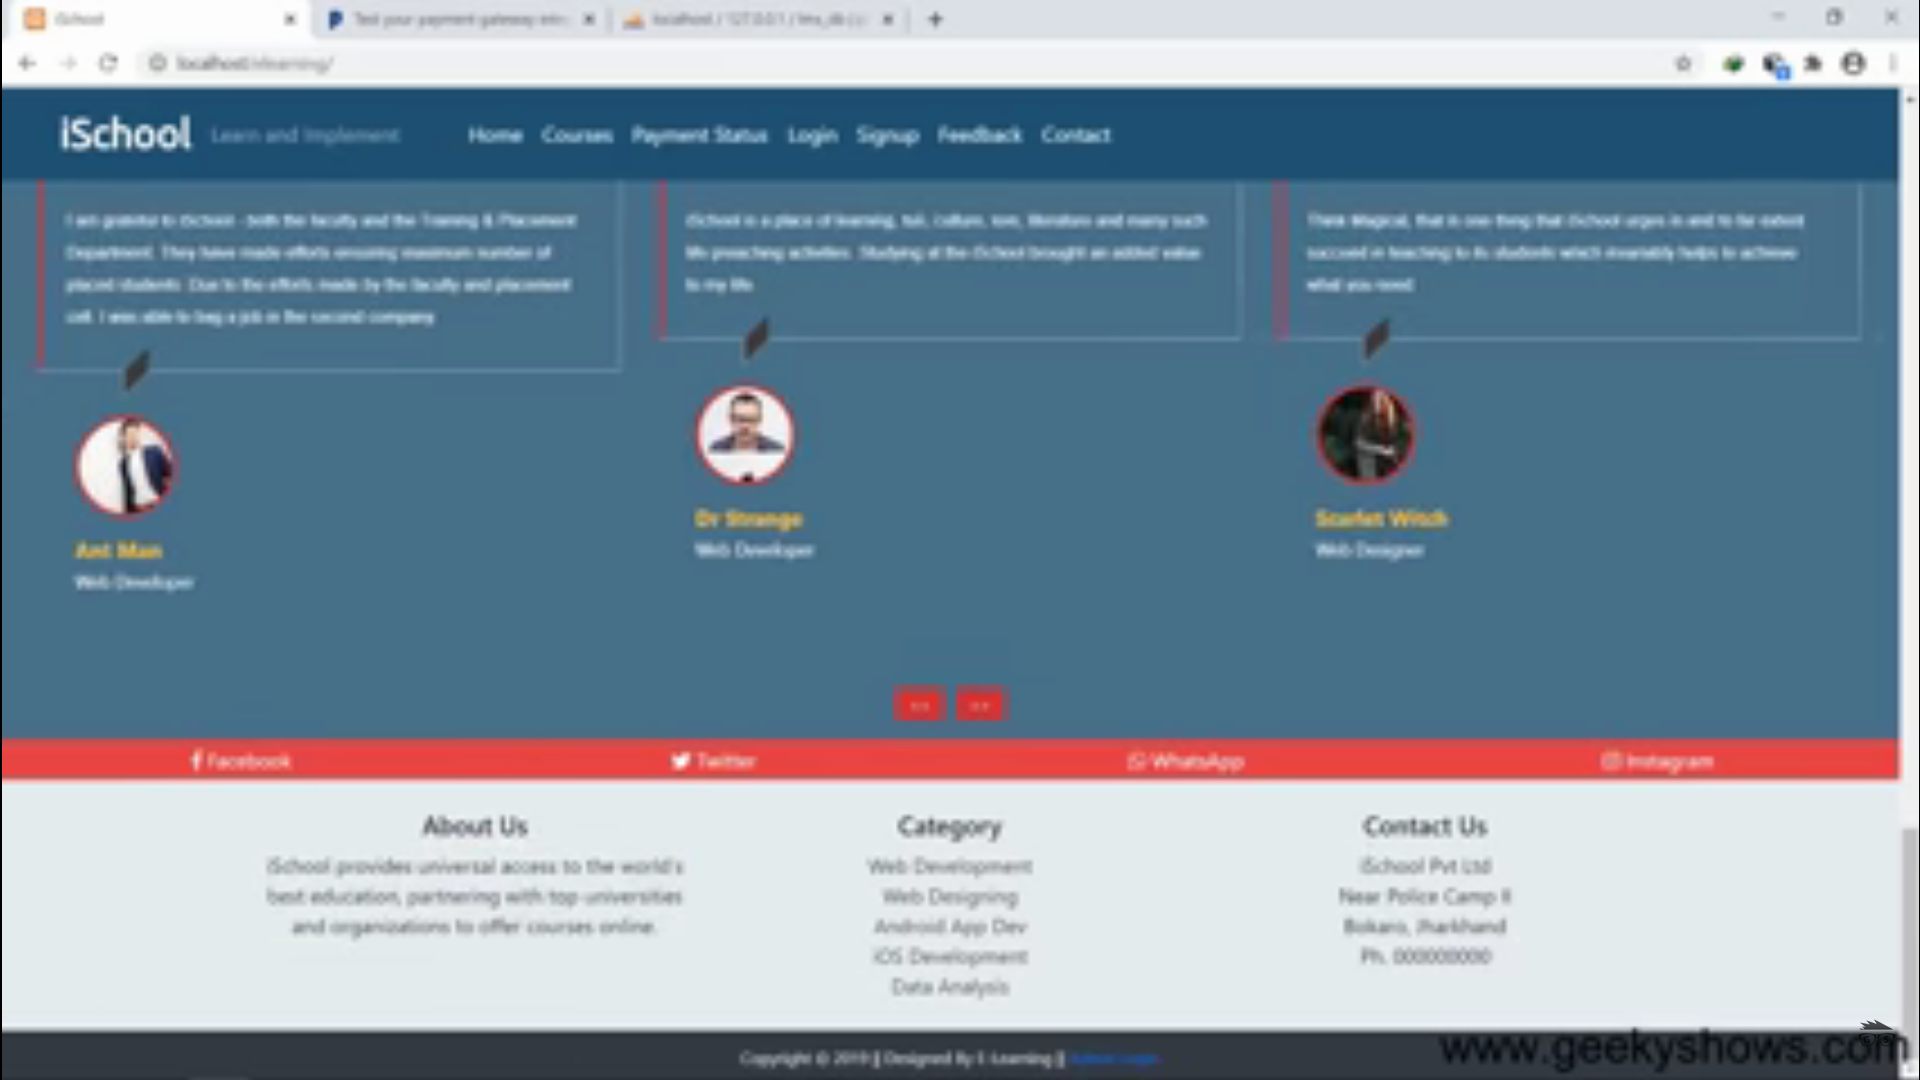 iSchool
Test your payment gateway inte
localhost / 127.0.0.1 / lms_db
localhost/elearning/
iSchool Learn and Implement Home Courses Payment Status Login Signup Feedback Contact
I am grateful to iSchool - both the faculty and the Training & Placement
Department. They have made efforts ensuring maximum number of
placed students. Due to the efforts made by the faculty and placement
cell. I was able to bag a job in the second company.
iSchool is a place of learning, fun, culture, lore, literature and many such
life preaching activities. Studying at the iSchool brought an added value
to my life.
Think Magical, that is one thing that iSchool urges in and to far extent
succeed in teaching to its students which invariably helps to achieve
what you need.
Ant Man
Web Developer
Dr Strange
Web Developer
Scarlet Witch
Web Designer
Facebook Twitter WhatsApp Instagram
About Us
iSchool provides universal access to the world's
best education, partnering with top universities
and organizations to offer courses online.
Category
Web Development
Web Designing
Android App Dev
iOS Development
Data Analysis
Contact Us
iSchool Pvt Ltd
Near Police Camp II
Bokaro, Jharkhand
Ph. 000000000
Copyright © 2019 || Designed By E-Learning || Admin Login
www.geekyshows.com